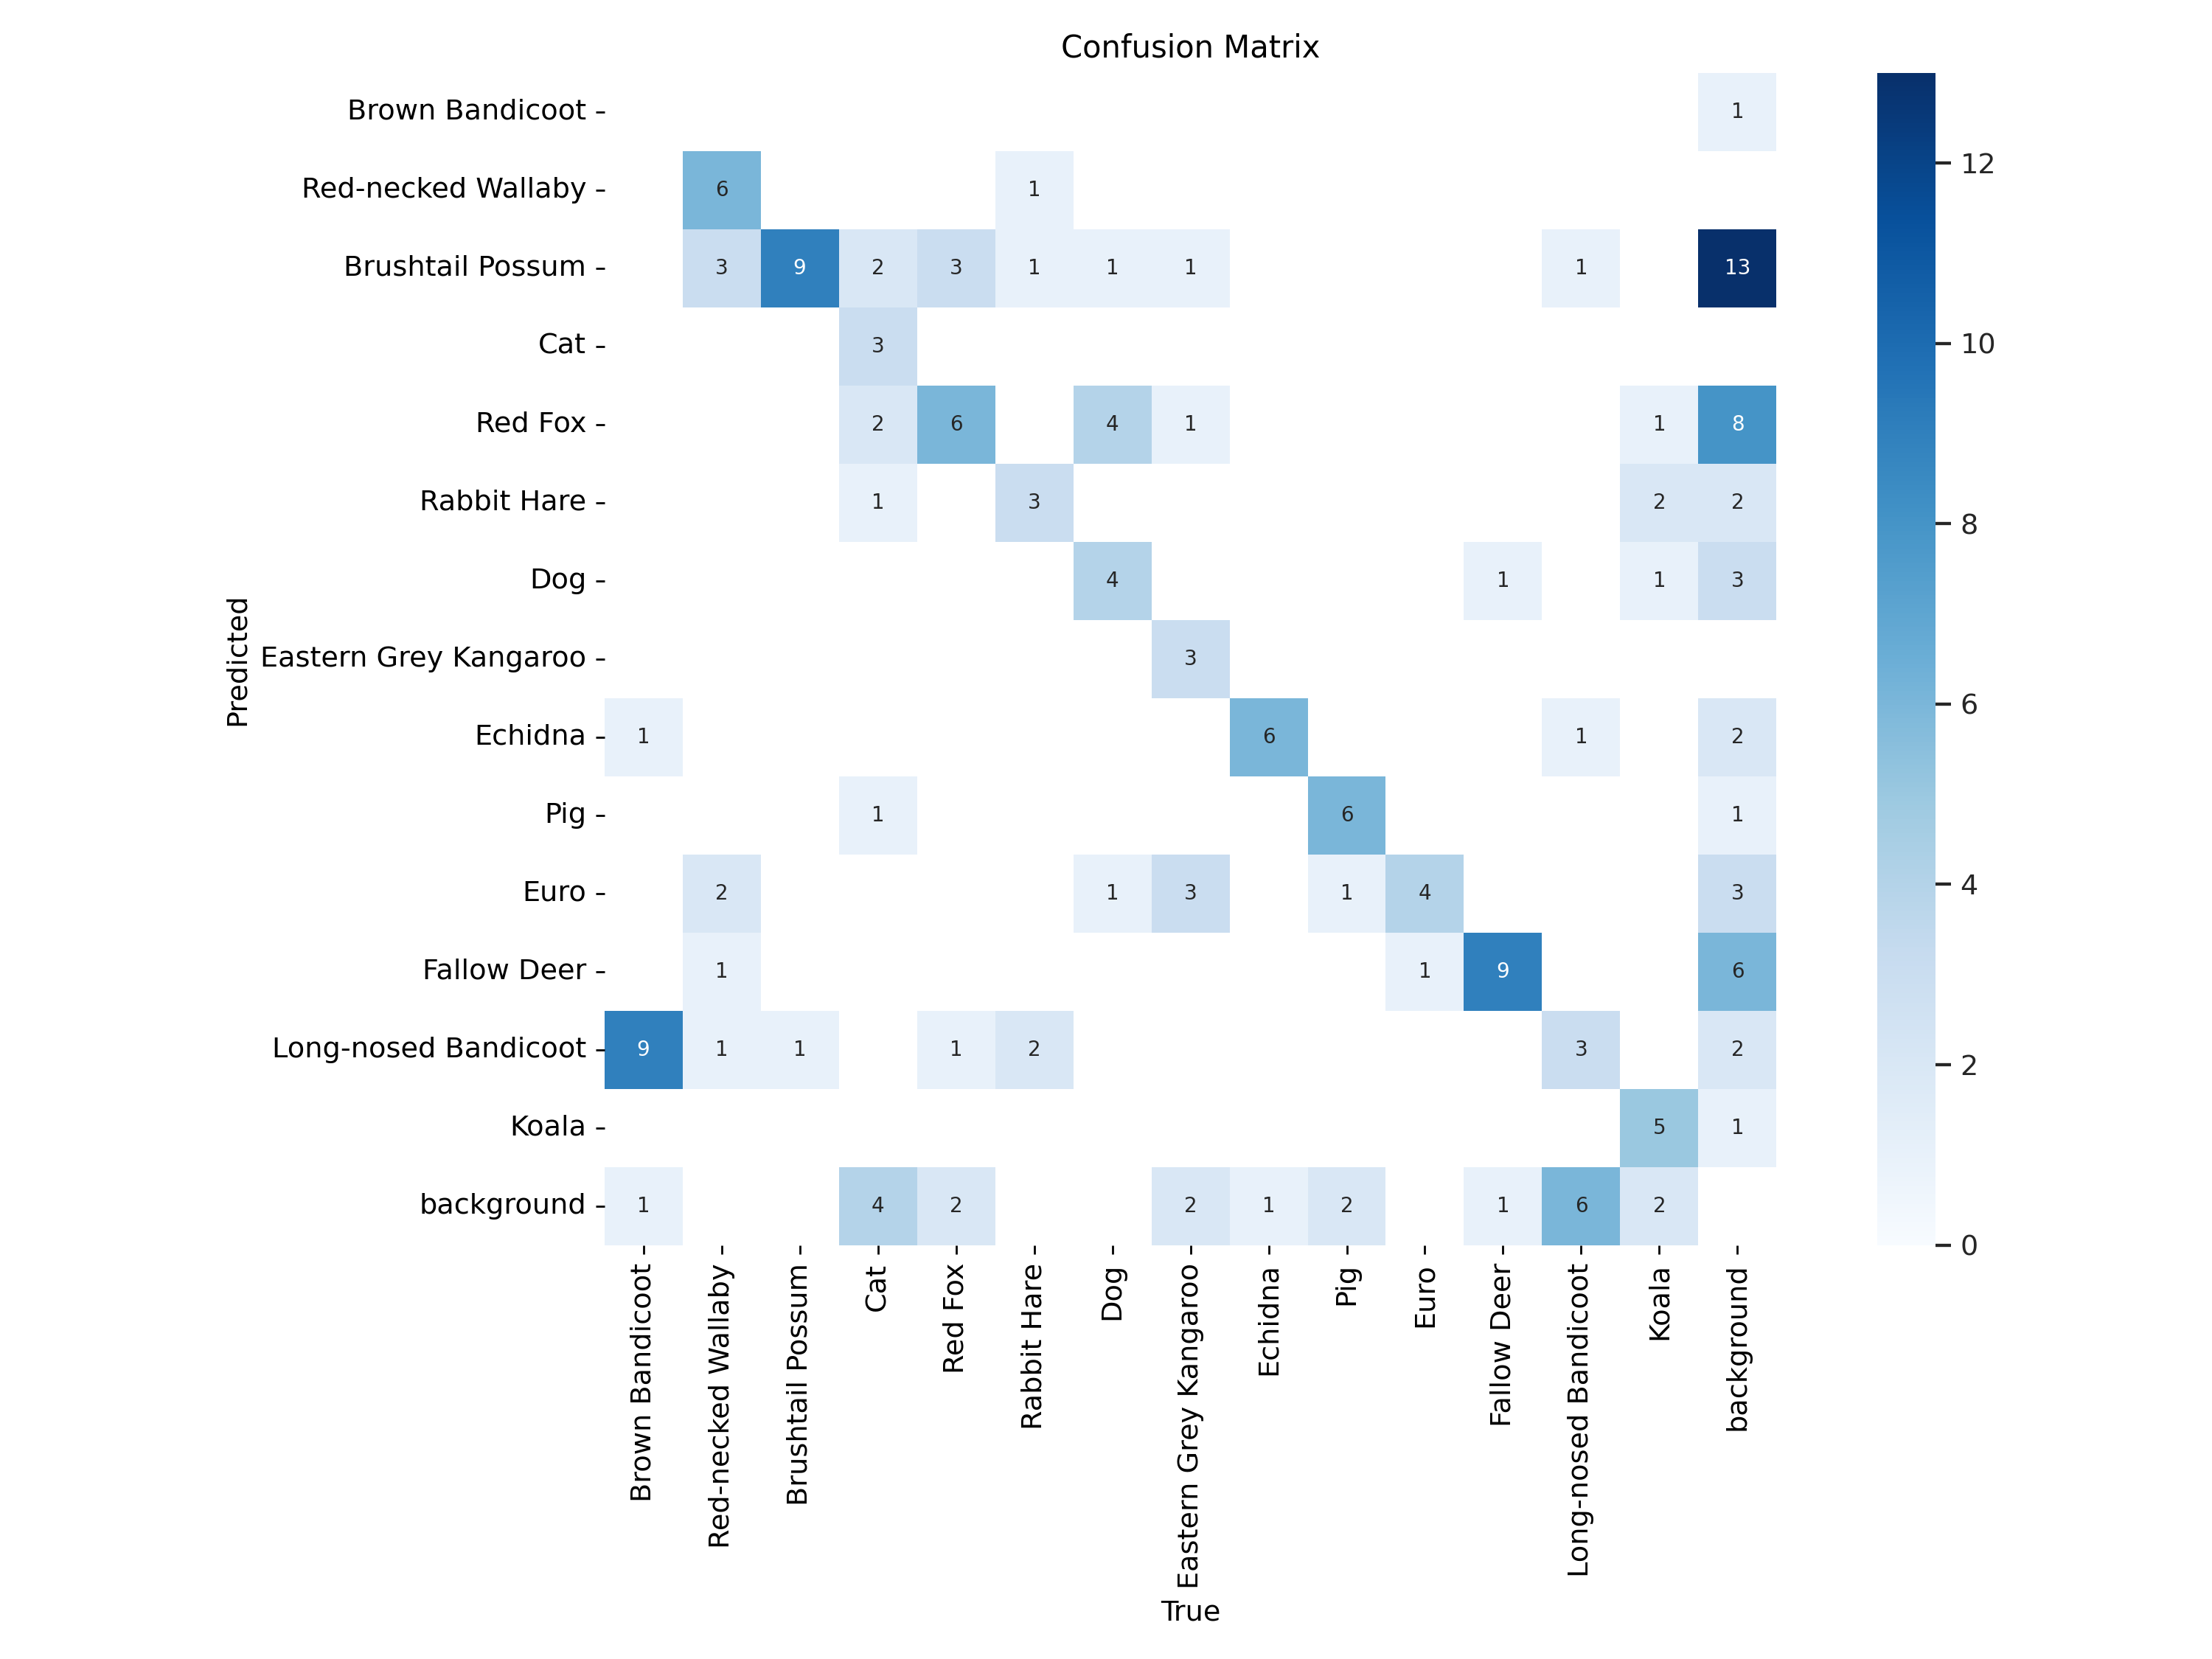 Confusion Matrix
Brown Bandicoot 1
Red-necked Wallaby 6 1
Brushtail Possum 3 9 2 3 1 1 1 1 13
Cat 3
Red Fox 2 6 4 1 1 8
Rabbit Hare 1 3 2 2
Dog 4 1 1 3
Eastern Grey Kangaroo 3
Echidna 1 6 1 2
Pig 1 6 1
Euro 2 1 3 1 4 3
Fallow Deer 1 1 9 6
Long-nosed Bandicoot 9 1 1 1 2 3 2
Koala 5 1
background 1 4 2 2 1 2 1 6 2
Predicted
Brown Bandicoot
Red-necked Wallaby
Brushtail Possum
Cat
Red Fox
Rabbit Hare
Dog
Eastern Grey Kangaroo
Echidna
Pig
Euro
Fallow Deer
Long-nosed Bandicoot
Koala
background
True
12
10
8
6
4
2
0